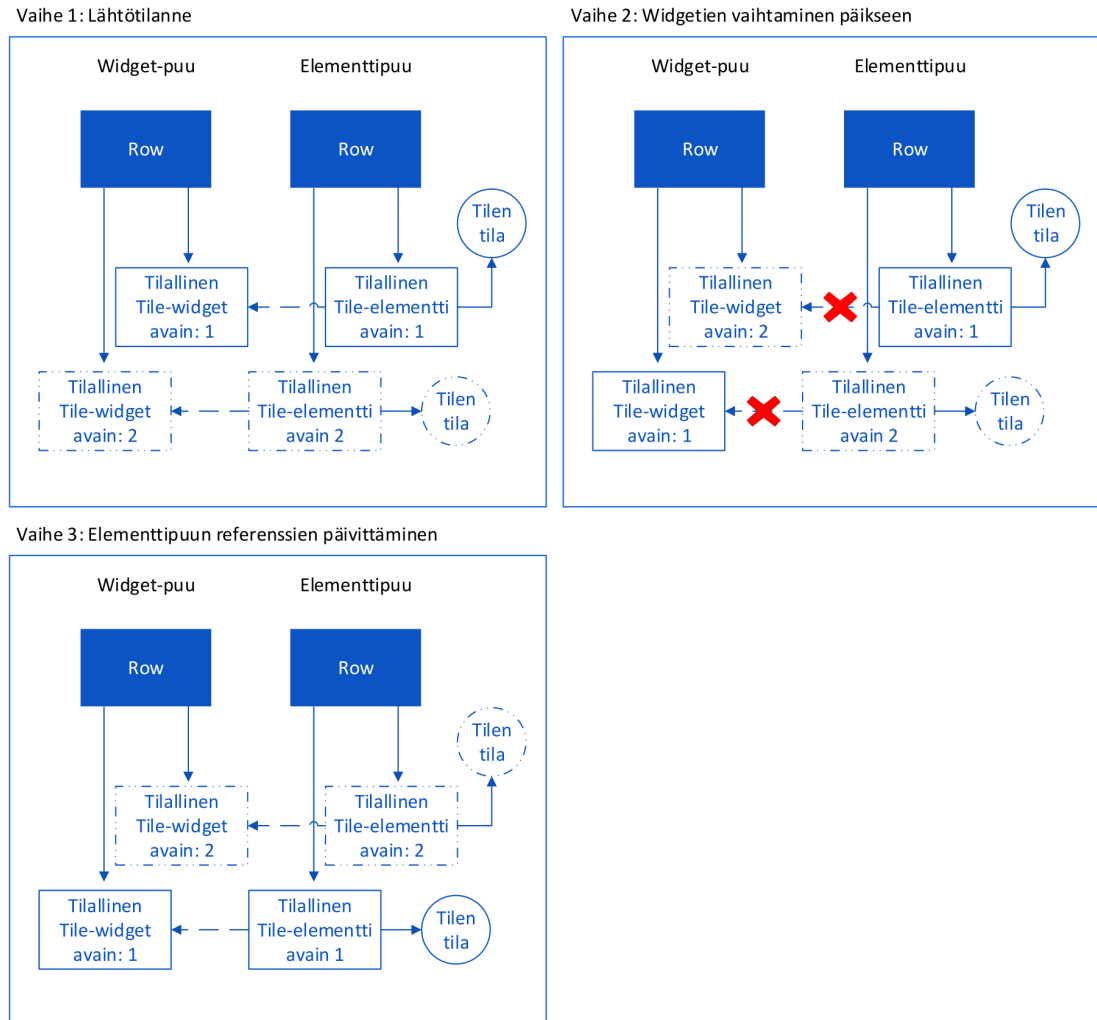 Vaihe 1: Lähtötilanne
Widget-puu
Elementtipuu
Row
Row
Tilen
tila
Tilallinen
Tile-widget
avain: 1
Tilallinen
Tile-elementti
avain: 1
Tilallinen
Tile-widget
avain: 2
Tilallinen
Tile-elementti
avain 2
Tilen
tila
Vaihe 2: Widgetien vaihtaminen päikseen
Widget-puu
Elementtipuu
Row
Row
Tilen
tila
Tilallinen
Tile-widget
avain: 2
Tilallinen
Tile-elementti
avain: 1
Tilallinen
Tile-widget
avain: 1
Tilallinen
Tile-elementti
avain 2
Tilen
tila
Vaihe 3: Elementtipuun referenssien päivittäminen
Widget-puu
Elementtipuu
Row
Row
Tilen
tila
Tilallinen
Tile-widget
avain: 2
Tilallinen
Tile-elementti
avain: 2
Tilallinen
Tile-widget
avain: 1
Tilallinen
Tile-elementti
avain 1
Tilen
tila